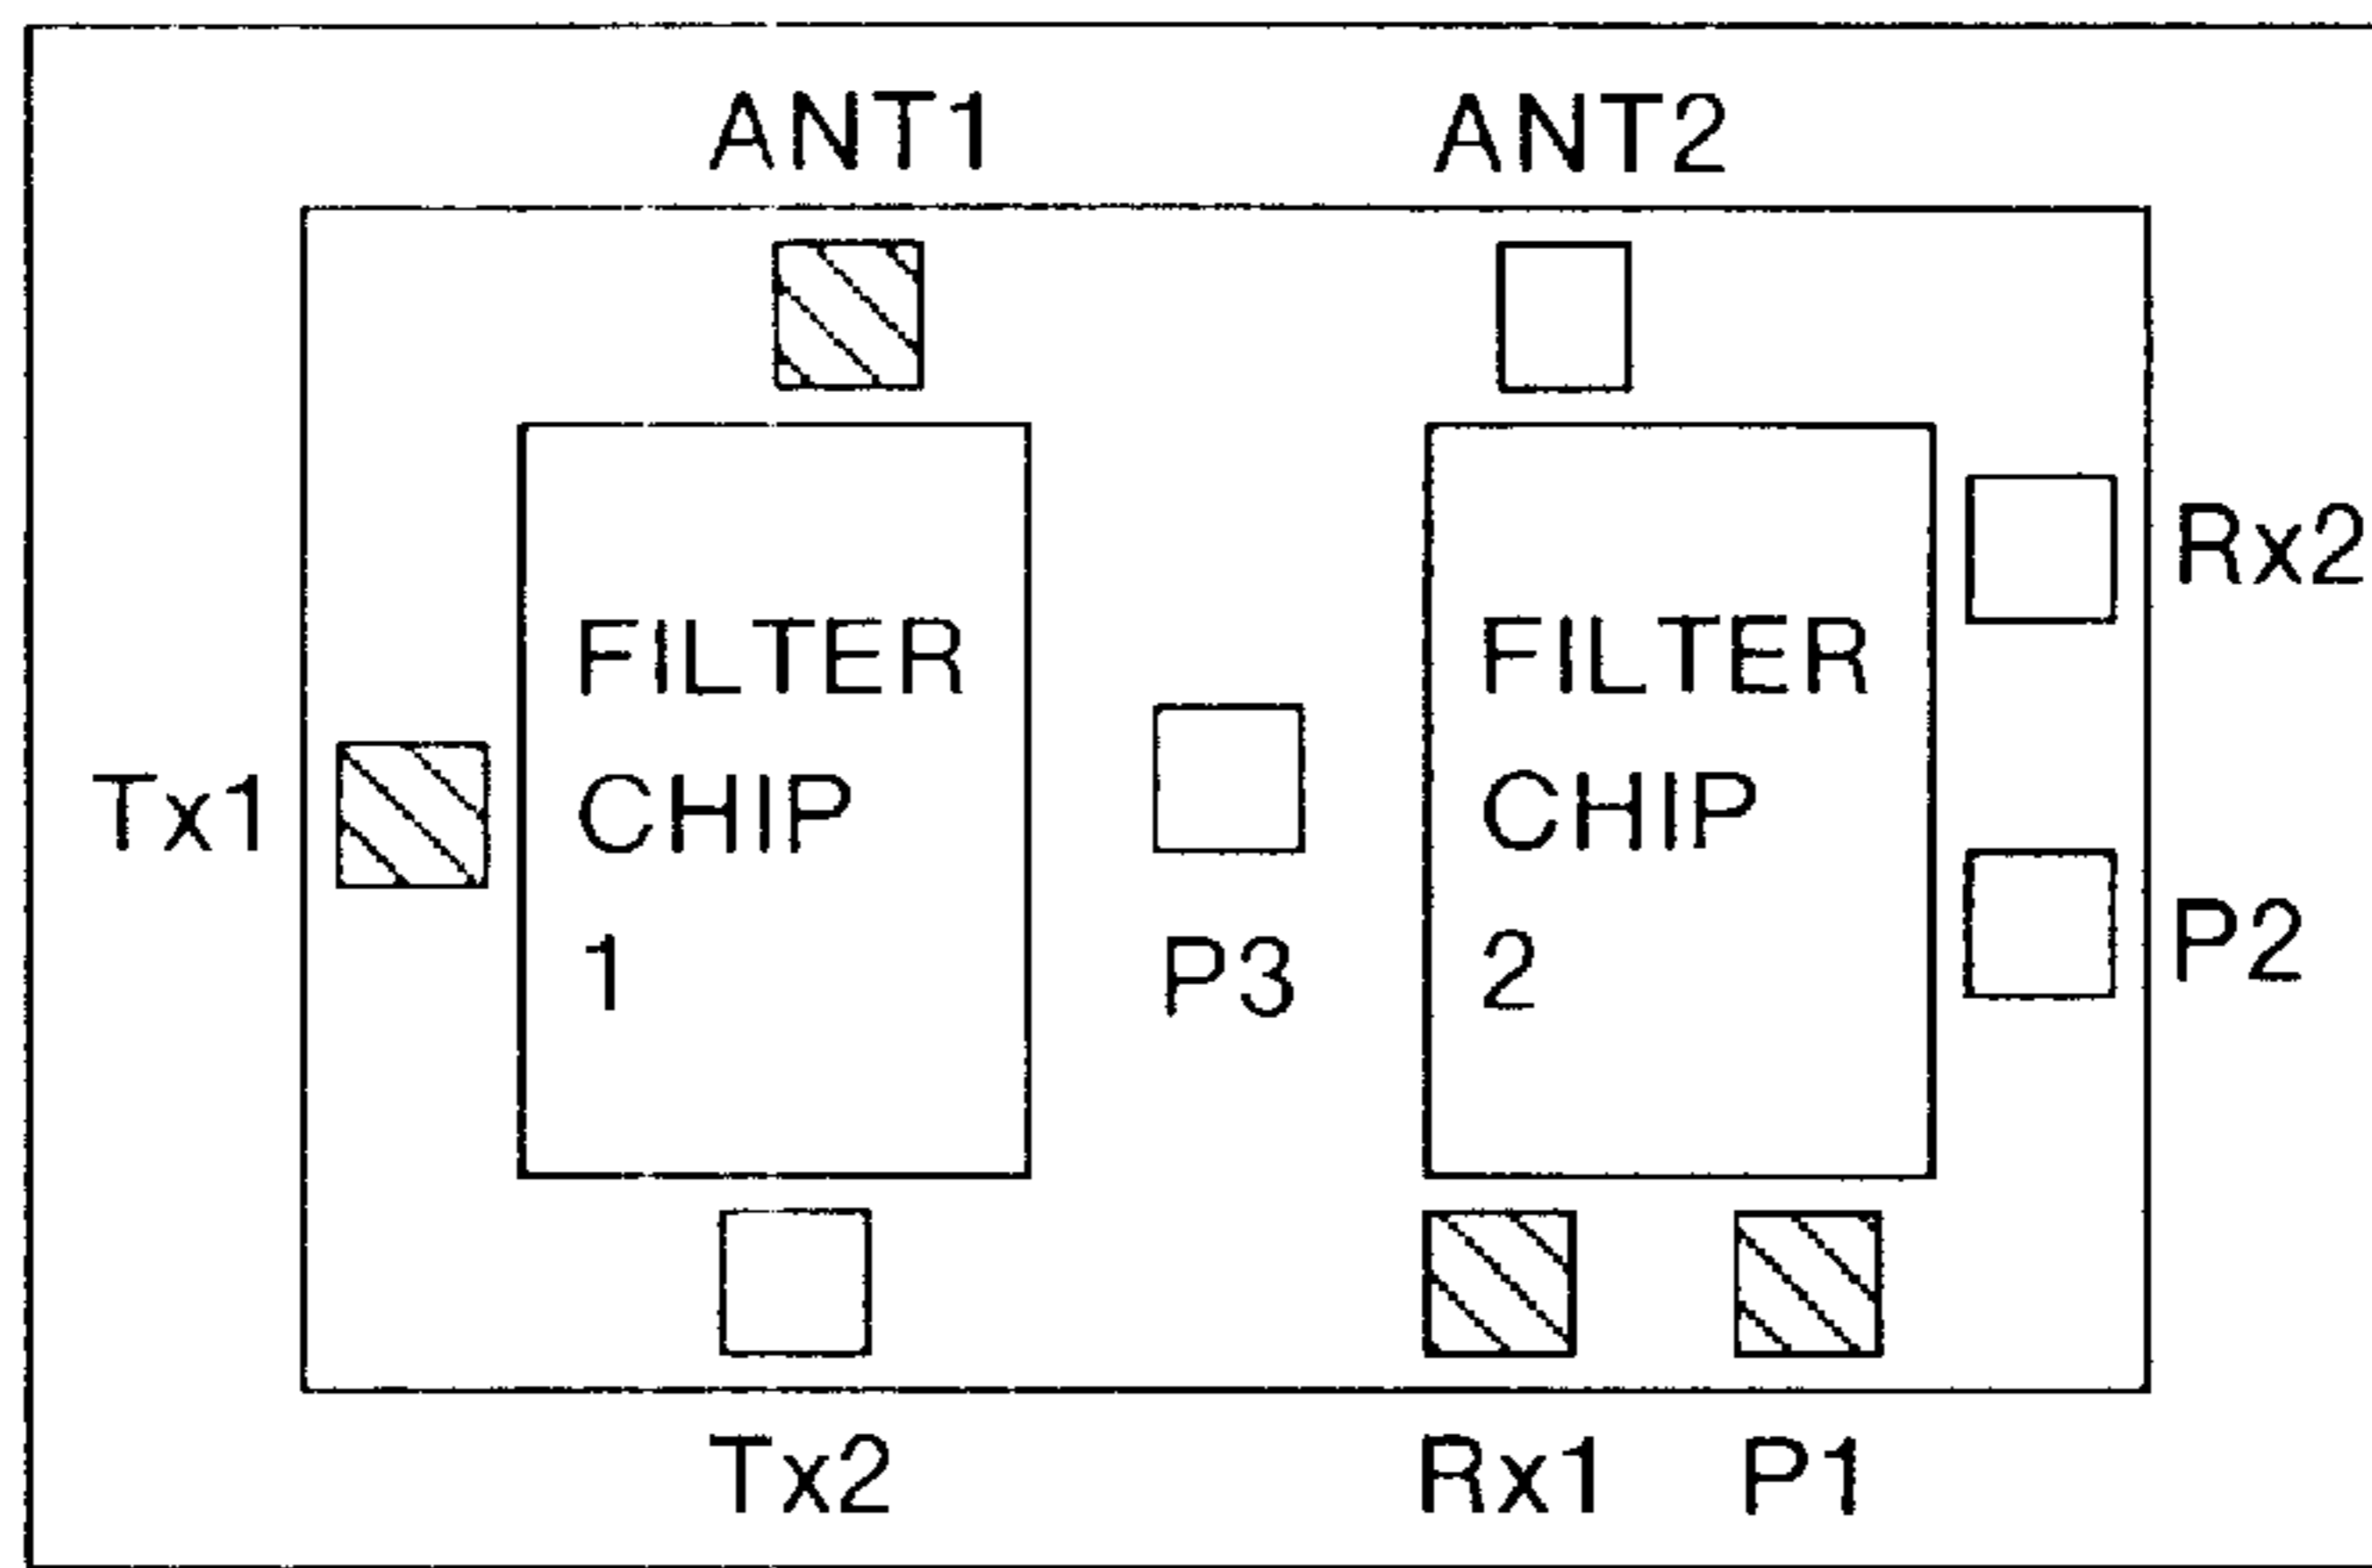 ANT1
ANT2
Rx2
FILTER
CHIP
1
FILTER
CHIP
2
Tx1
P3
P2
Tx2
Rx1
P1